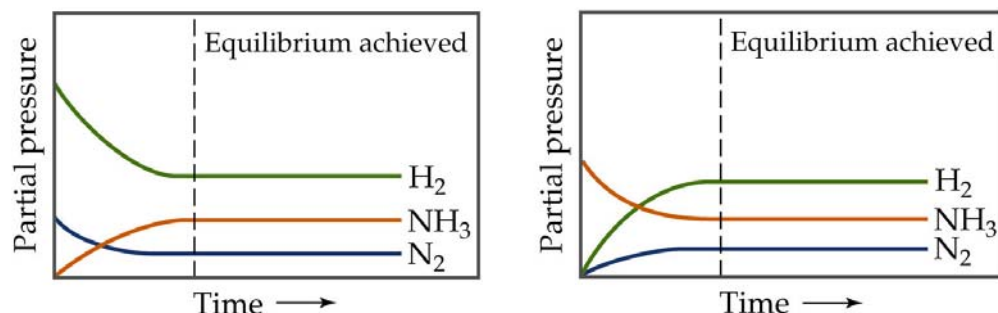 Partial pressure
Equilibrium achieved
H₂
NH₃
N₂
Time
Partial pressure
Equilibrium achieved
H₂
NH₃
N₂
Time